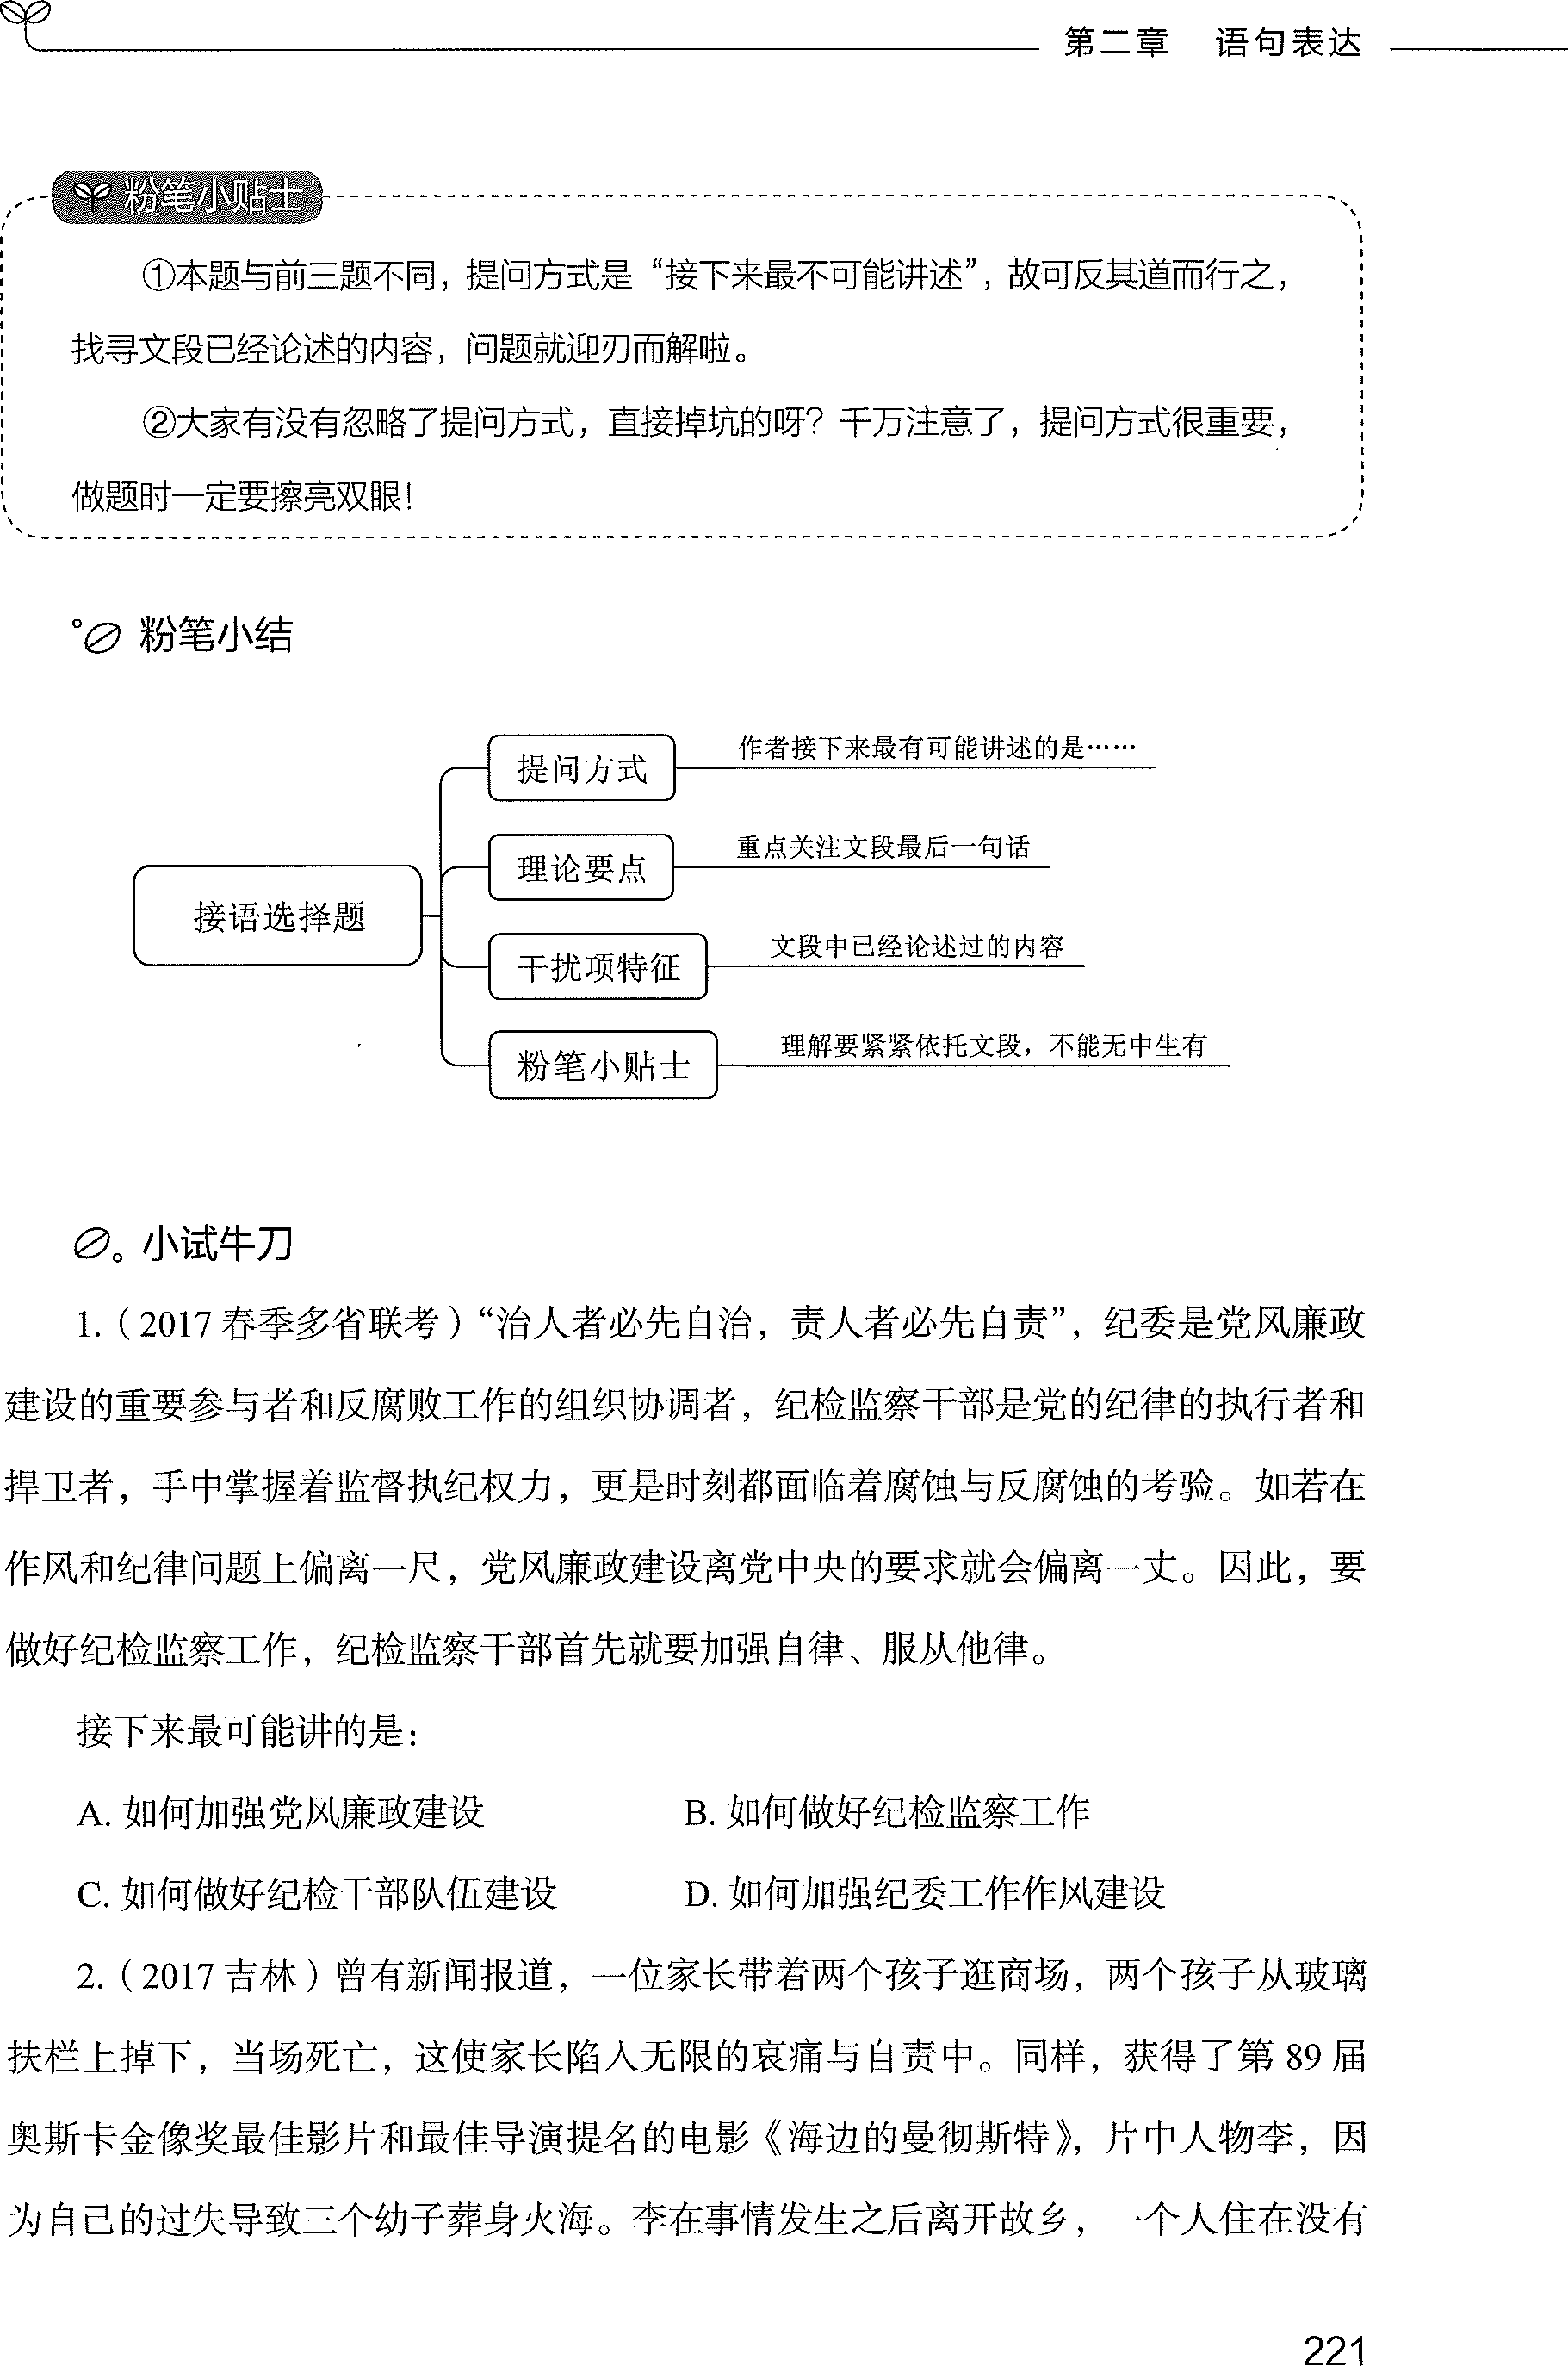 第二章 语句表达
粉笔小贴士
①本题与前三题不同，提问方式是“接下来最不可能讲述”，故可反其道而行之，
找寻文段已经论述的内容，问题就迎刃而解啦。
②大家有没有忽略了提问方式，直接掉坑的呀？千万注意了，提问方式很重要，
做题时一定要擦亮双眼！
粉笔小结
接语选择题
提问方式
作者接下来最有可能讲述的是……
理论要点
重点关注文段最后一句话
干扰项特征
文段中已经论述过的内容
粉笔小贴士
理解要紧紧依托文段，不能无中生有
小试牛刀
1.（2017 春季多省联考）“治人者必先自治，责人者必先自责”，纪委是党风廉政
建设的重要参与者和反腐败工作的组织协调者，纪检监察干部是党的纪律的执行者和
捍卫者，手中掌握着监督执纪权力，更是时刻都面临着腐蚀与反腐蚀的考验。如若在
作风和纪律问题上偏离一尺，党风廉政建设离党中央的要求就会偏离一丈。因此，要
做好纪检监察工作，纪检监察干部首先就要加强自律、服从他律。
接下来最可能讲的是：
A. 如何加强党风廉政建设 B. 如何做好纪检监察工作
C. 如何做好纪检干部队伍建设 D. 如何加强纪委工作作风建设
2.（2017 吉林）曾有新闻报道，一位家长带着两个孩子逛商场，两个孩子从玻璃
扶栏上掉下，当场死亡，这使家长陷入无限的哀痛与自责中。同样，获得了第 89 届
奥斯卡金像奖最佳影片和最佳导演提名的电影《海边的曼彻斯特》，片中人物李，因
为自己的过失导致三个幼子葬身火海。李在事情发生之后离开故乡，一个人住在没有
221